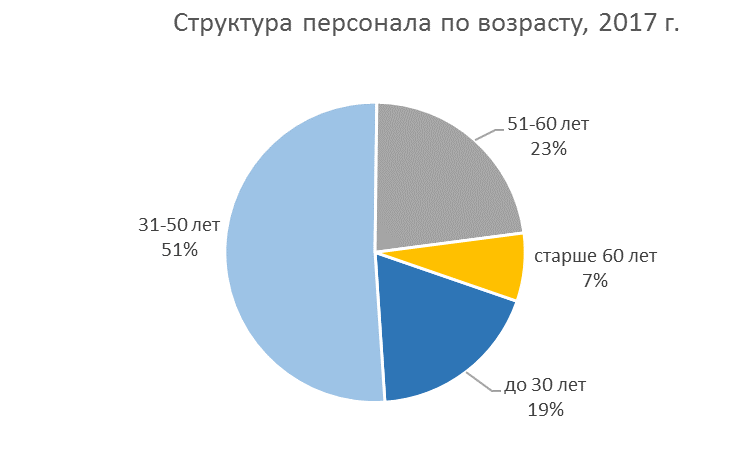 Структура персонала по возрасту, 2017 г.
51-60 лет
23%
31-50 лет
51%
старше 60 лет
7%
до 30 лет
19%